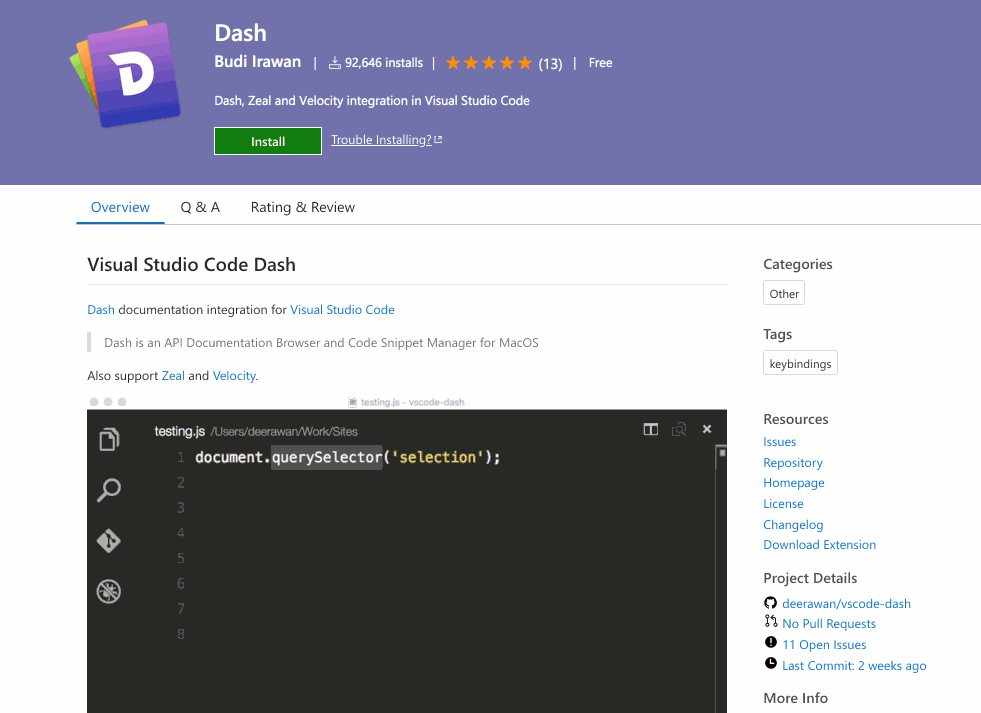 Dash
Budi Irawan | 92,646 installs | (13) | Free
Dash, Zeal and Velocity integration in Visual Studio Code
Install Trouble Installing?
Overview Q & A Rating & Review
Visual Studio Code Dash
Dash documentation integration for Visual Studio Code
Dash is an API Documentation Browser and Code Snippet Manager for MacOS
Also support Zeal and Velocity.
testing.js - vscode-dash
testing.js /Users/deerawan/Work/Sites
1 document.querySelector('selection');
2
3
4
5
6
7
8
Categories
Other
Tags
keybindings
Resources
Issues
Repository
Homepage
License
Changelog
Download Extension
Project Details
deerawan/vscode-dash
No Pull Requests
11 Open Issues
Last Commit: 2 weeks ago
More Info